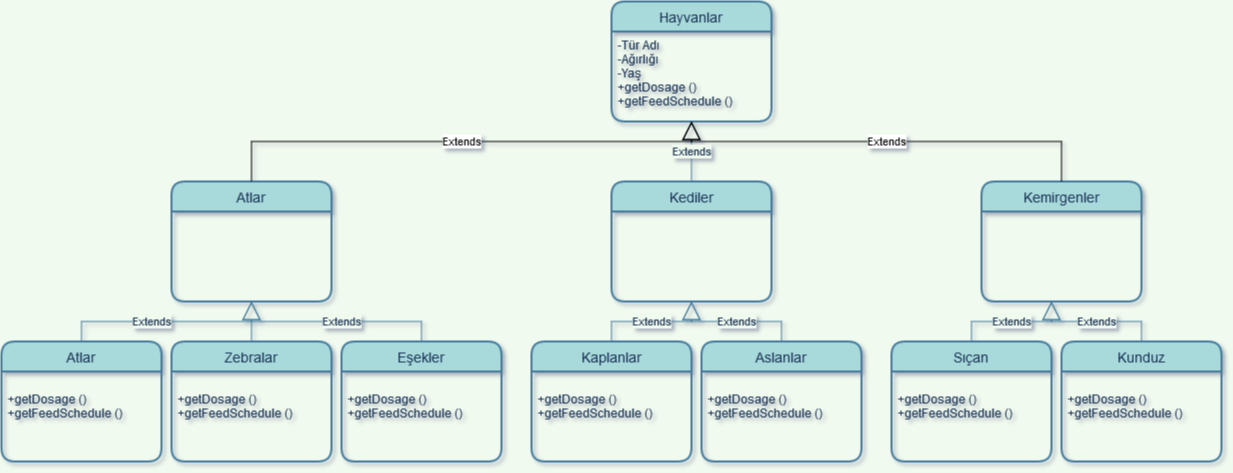 Hayvanlar
-Tür Adı
-Ağırlığı
-Yaş
+getDosage ()
+getFeedSchedule ()
Extends
Extends
Extends
Atlar
Kediler
Kemirgenler
Extends
Extends
Extends
Extends
Extends
Extends
Atlar
+getDosage ()
+getFeedSchedule ()
Zebralar
+getDosage ()
+getFeedSchedule ()
Eşekler
+getDosage ()
+getFeedSchedule ()
Kaplanlar
+getDosage ()
+getFeedSchedule ()
Aslanlar
+getDosage ()
+getFeedSchedule ()
Sıçan
+getDosage ()
+getFeedSchedule ()
Kunduz
+getDosage ()
+getFeedSchedule ()